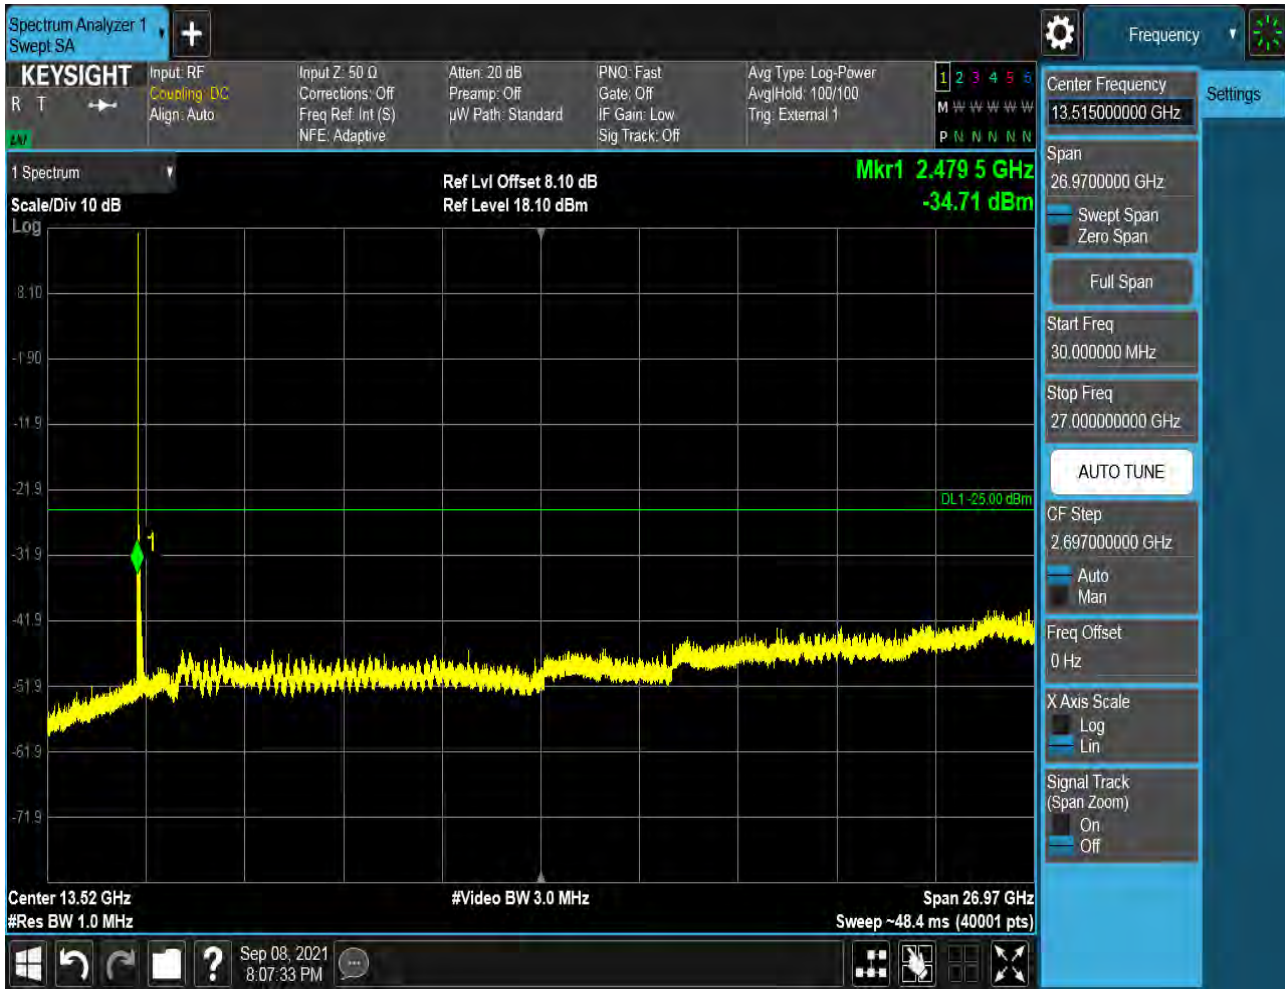 Spectrum Analyzer 1
Swept SA
Frequency
KEYSIGHT
R T
Input: RF
Coupling: DC
Align: Auto
Input Z: 50 Ω
Corrections: Off
Freq Ref: Int (S)
NFE: Adaptive
Atten: 20 dB
Preamp: Off
µW Path: Standard
PNO: Fast
Gate: Off
IF Gain: Low
Sig Track: Off
Avg Type: Log-Power
Avg|Hold: 100/100
Trig: External 1
1 2 3 4 5 6
M W W W W W
P N N N N N
1 Spectrum
Scale/Div 10 dB
Log
Ref Lvl Offset 8.10 dB
Ref Level 18.10 dBm
Mkr1 2.479 5 GHz
-34.71 dBm
8.10
-1.90
-11.9
-21.9
DL1 -25.00 dBm
1
-31.9
-41.9
-51.9
-61.9
-71.9
Center 13.52 GHz
#Res BW 1.0 MHz
#Video BW 3.0 MHz
Span 26.97 GHz
Sweep ~48.4 ms (40001 pts)
Center Frequency
13.515000000 GHz
Settings
Span
26.9700000 GHz
Swept Span
Zero Span
Full Span
Start Freq
30.000000 MHz
Stop Freq
27.000000000 GHz
AUTO TUNE
CF Step
2.697000000 GHz
Auto
Man
Freq Offset
0 Hz
X Axis Scale
Log
Lin
Signal Track
(Span Zoom)
On
Off
?
Sep 08, 2021
8:07:33 PM